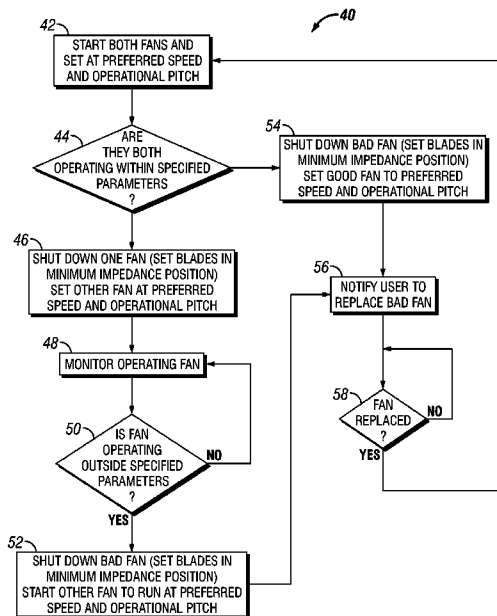 40
42
START BOTH FANS AND
SET AT PREFERRED SPEED
AND OPERATIONAL PITCH
44
ARE
THEY BOTH
OPERATING WITHIN SPECIFIED
PARAMETERS
?
54
SHUT DOWN BAD FAN (SET BLADES IN
MINIMUM IMPEDANCE POSITION)
SET GOOD FAN TO PREFERRED
SPEED AND OPERATIONAL PITCH
46
SHUT DOWN ONE FAN (SET BLADES IN
MINIMUM IMPEDANCE POSITION)
SET OTHER FAN AT PREFERRED
SPEED AND OPERATIONAL PITCH
56
NOTIFY USER TO
REPLACE BAD FAN
48
MONITOR OPERATING FAN
58
FAN
REPLACED
?
NO
YES
50
IS FAN
OPERATING
OUTSIDE SPECIFIED
PARAMETERS
?
NO
YES
52
SHUT DOWN BAD FAN (SET BLADES IN
MINIMUM IMPEDANCE POSITION)
START OTHER FAN TO RUN AT PREFERRED
SPEED AND OPERATIONAL PITCH